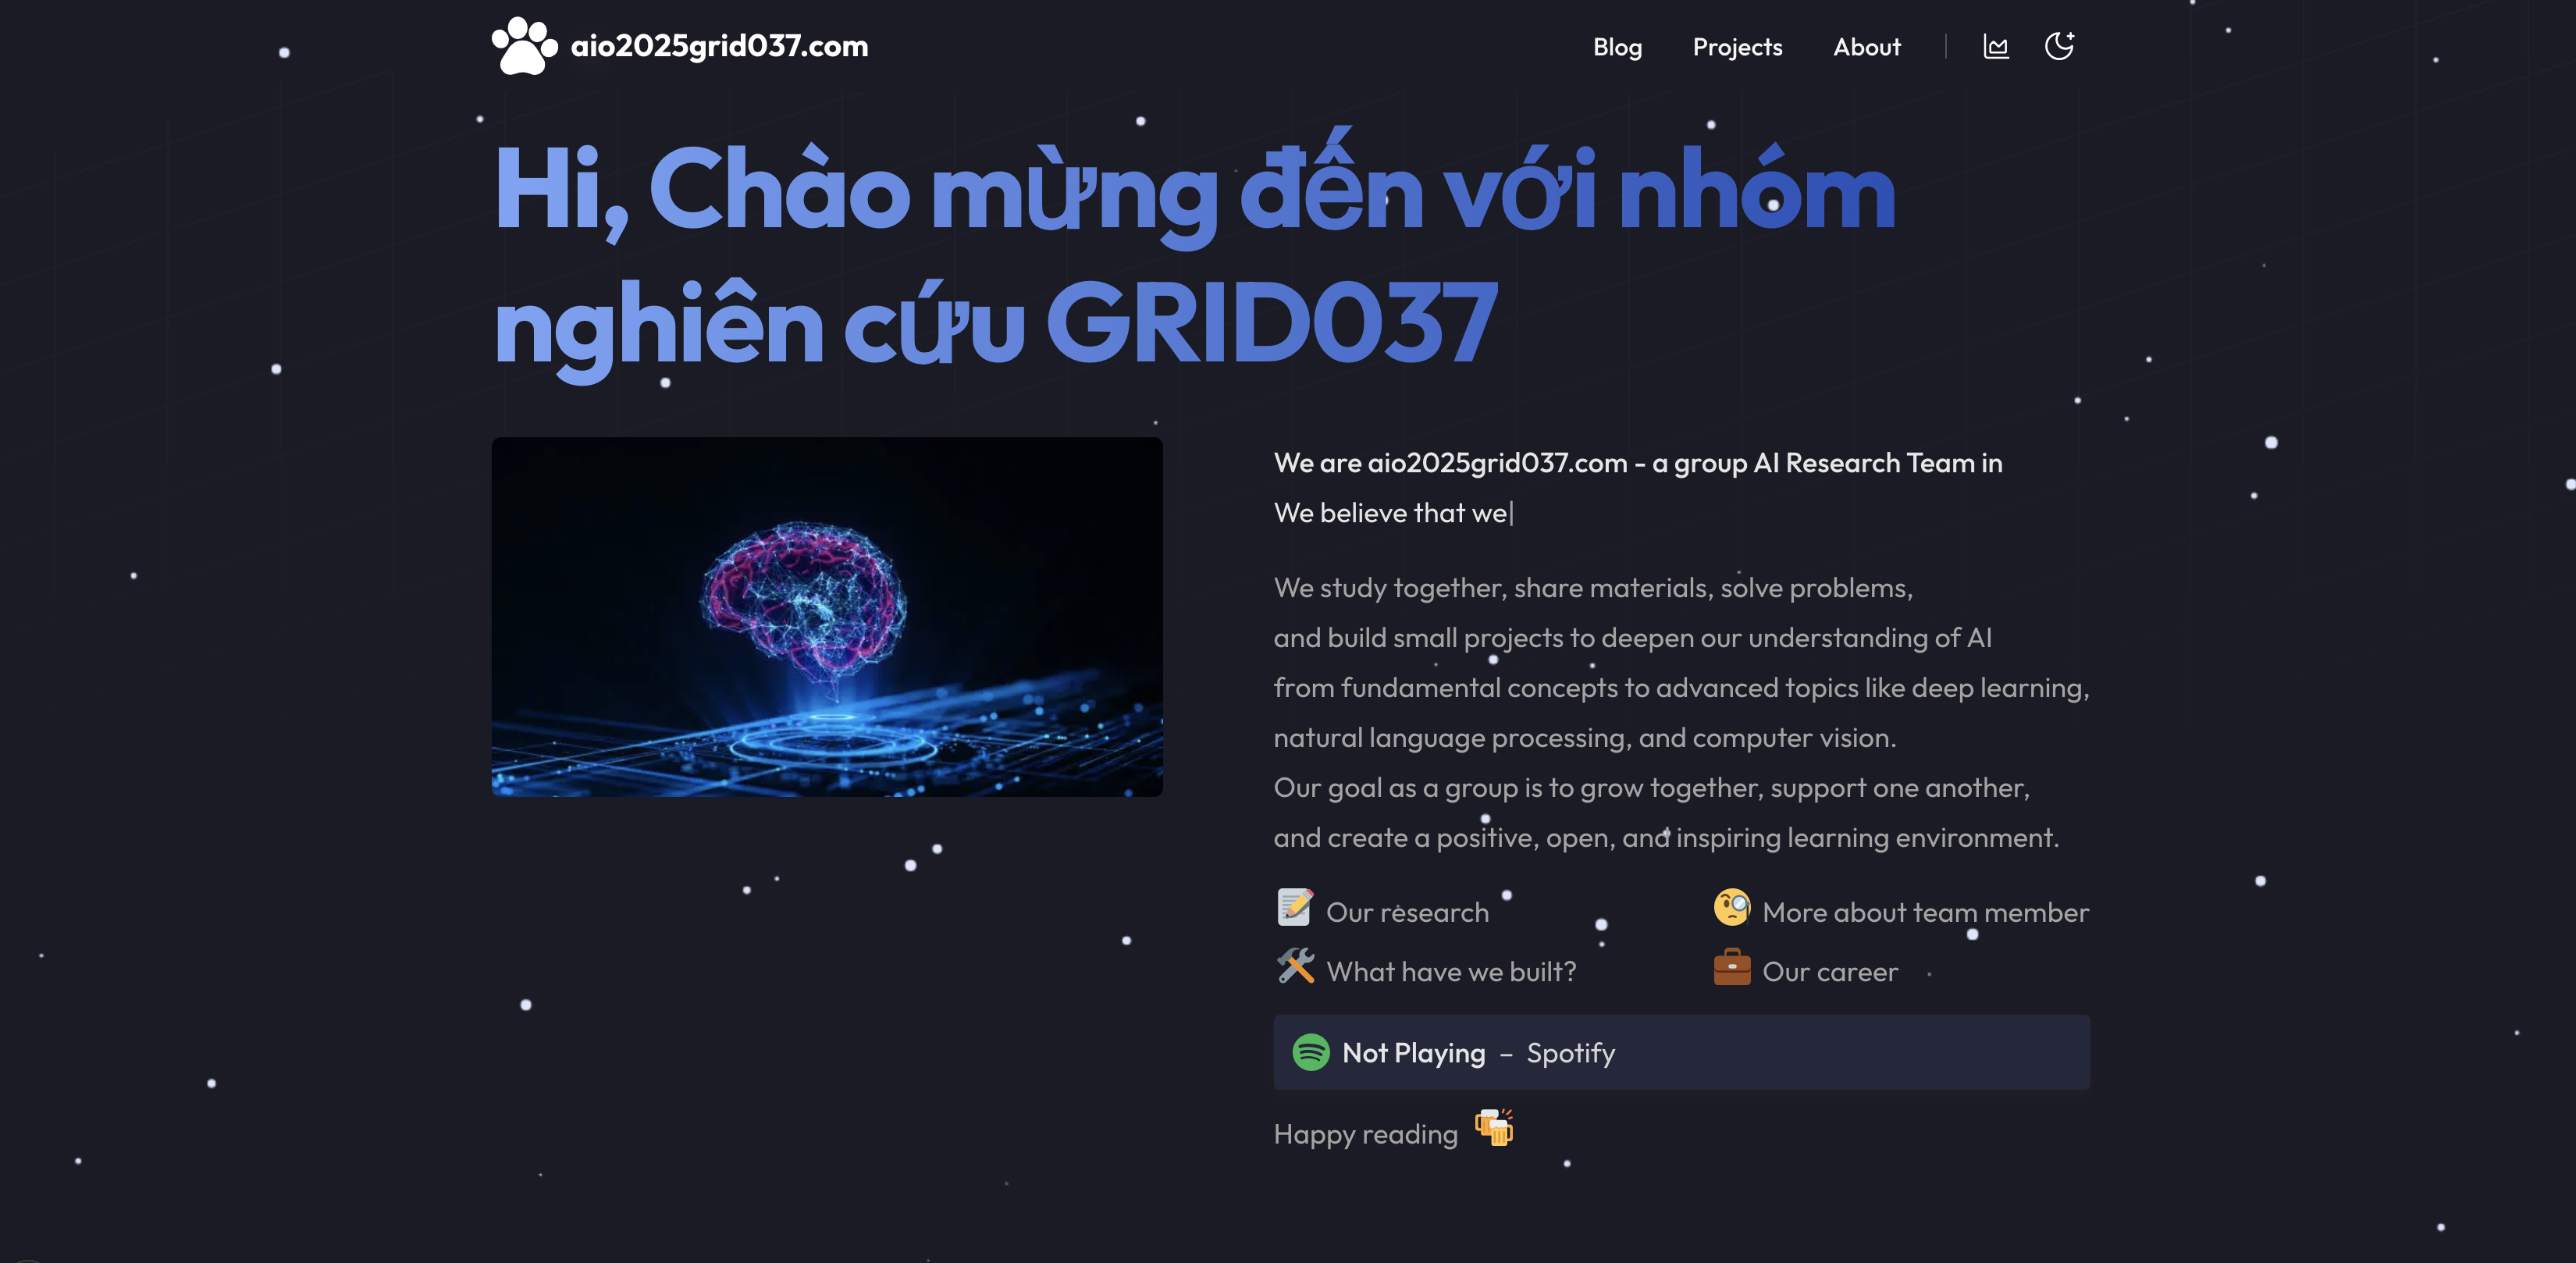 aio2025grid037.com
Blog Projects About
Hi, Chào mừng đến với nhóm
nghiên cứu GRID037
We are aio2025grid037.com - a group AI Research Team in
We believe that we|
We study together, share materials, solve problems,
and build small projects to deepen our understanding of AI
from fundamental concepts to advanced topics like deep learning,
natural language processing, and computer vision.
Our goal as a group is to grow together, support one another,
and create a positive, open, and inspiring learning environment.
Our research
More about team member
What have we built?
Our career
Not Playing – Spotify
Happy reading